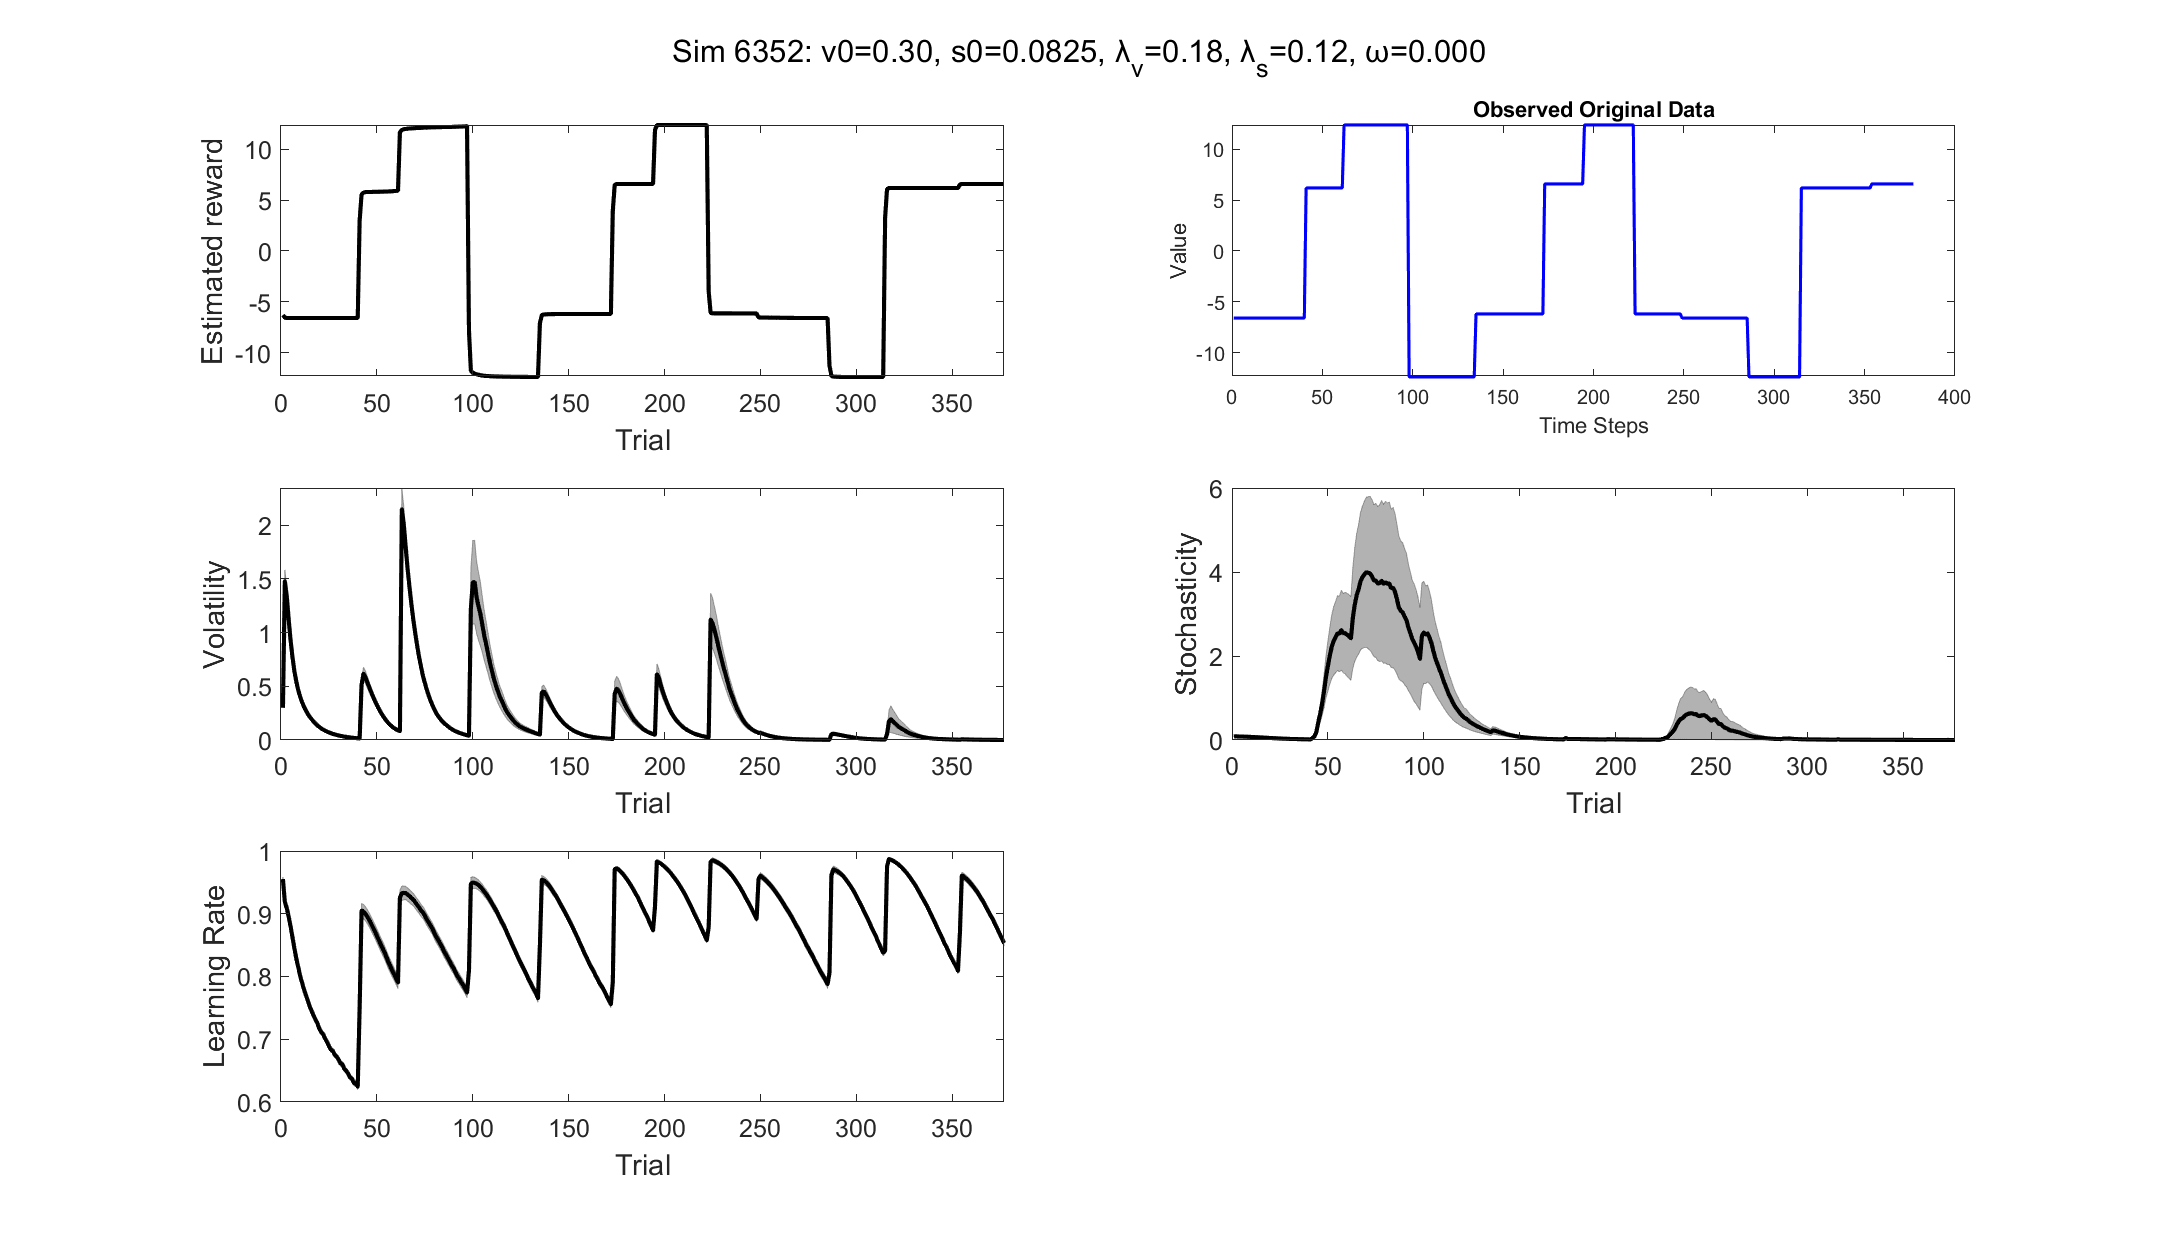 Sim 6352: v0=0.30, s0=0.0825, λ_v=0.18, λ_s=0.12, ω=0.000
Estimated reward
10
5
0
-5
-10
0 50 100 150 200 250 300 350
Trial
Observed Original Data
Value
10
5
0
-5
-10
0 50 100 150 200 250 300 350 400
Time Steps
Volatility
2
1.5
1
0.5
0
0 50 100 150 200 250 300 350
Trial
Stochasticity
6
4
2
0
0 50 100 150 200 250 300 350
Trial
Learning Rate
1
0.9
0.8
0.7
0.6
0 50 100 150 200 250 300 350
Trial